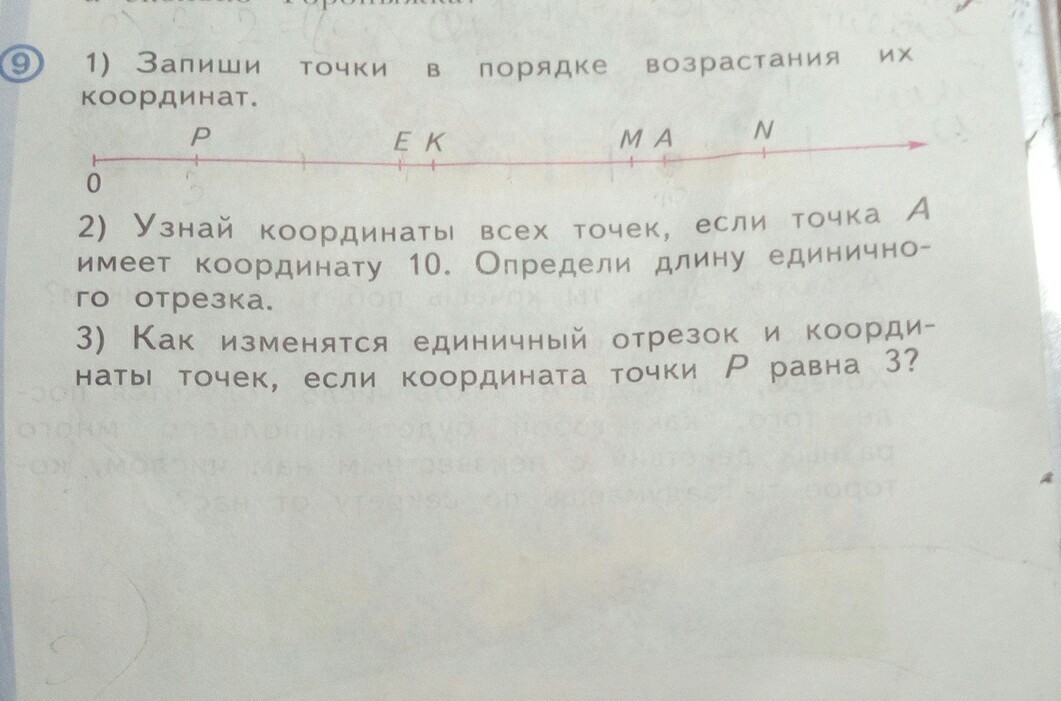 9 1) Запиши точки в порядке возрастания их
координат.
P E K M A N
0
2) Узнай координаты всех точек, если точка A
имеет координату 10. Определи длину единично-
го отрезка.
3) Как изменятся единичный отрезок и коорди-
наты точек, если координата точки P равна 3?